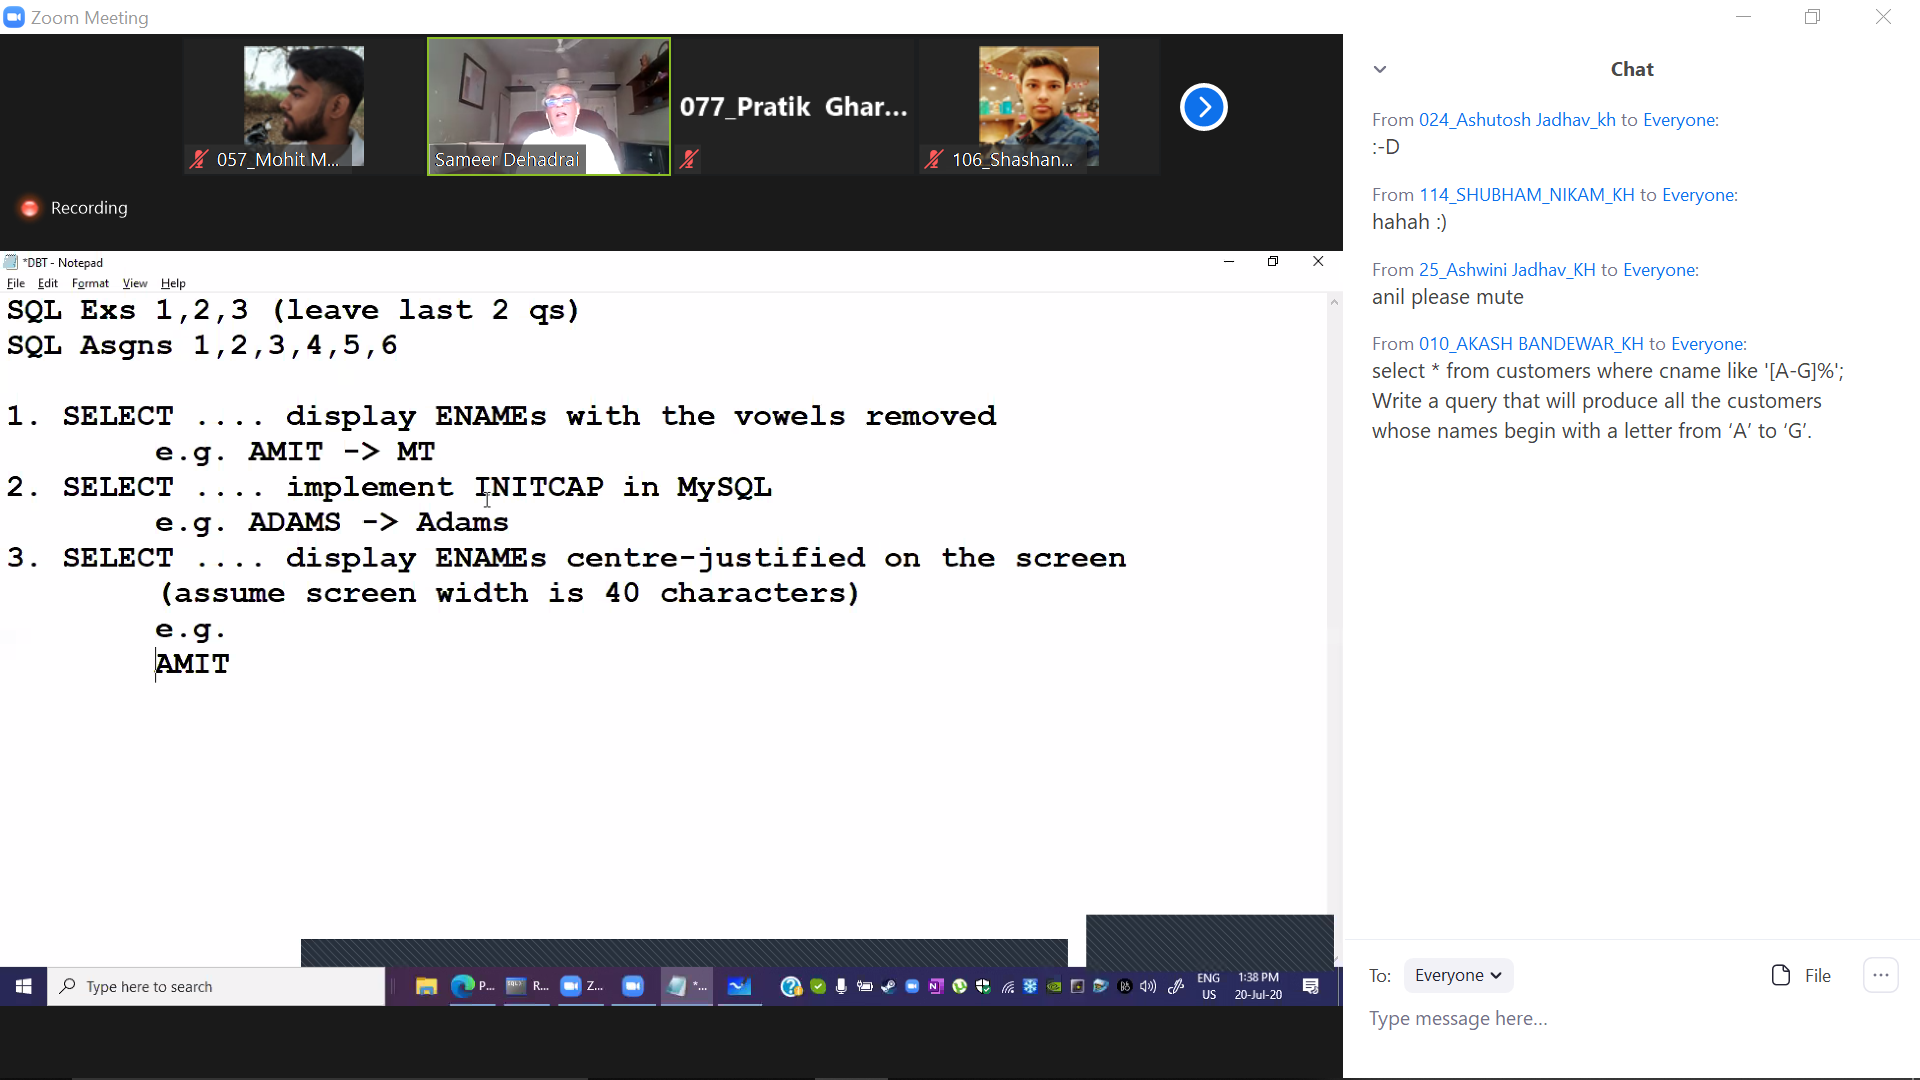 Zoom Meeting
057_Mohit M...
Sameer Dehadrai
077_Pratik Ghar...
106_Shashan...
Recording
*DBT - Notepad
File Edit Format View Help
SQL Exs 1,2,3 (leave last 2 qs)
SQL Asgns 1,2,3,4,5,6
1. SELECT .... display ENAMEs with the vowels removed
e.g. AMIT -> MT
2. SELECT .... implement INITCAP in MySQL
e.g. ADAMS -> Adams
3. SELECT .... display ENAMEs centre-justified on the screen
(assume screen width is 40 characters)
e.g.
AMIT
Type here to search
P...
R...
Z...
*...
ENG
US
1:38 PM
20-Jul-20
Chat
From 024_Ashutosh Jadhav_kh to Everyone:
:-D
From 114_SHUBHAM_NIKAM_KH to Everyone:
hahah :)
From 25_Ashwini Jadhav_KH to Everyone:
anil please mute
From 010_AKASH BANDEWAR_KH to Everyone:
select * from customers where cname like '[A-G]%';
Write a query that will produce all the customers
whose names begin with a letter from ‘A’ to ‘G’.
To: Everyone
File
Type message here...